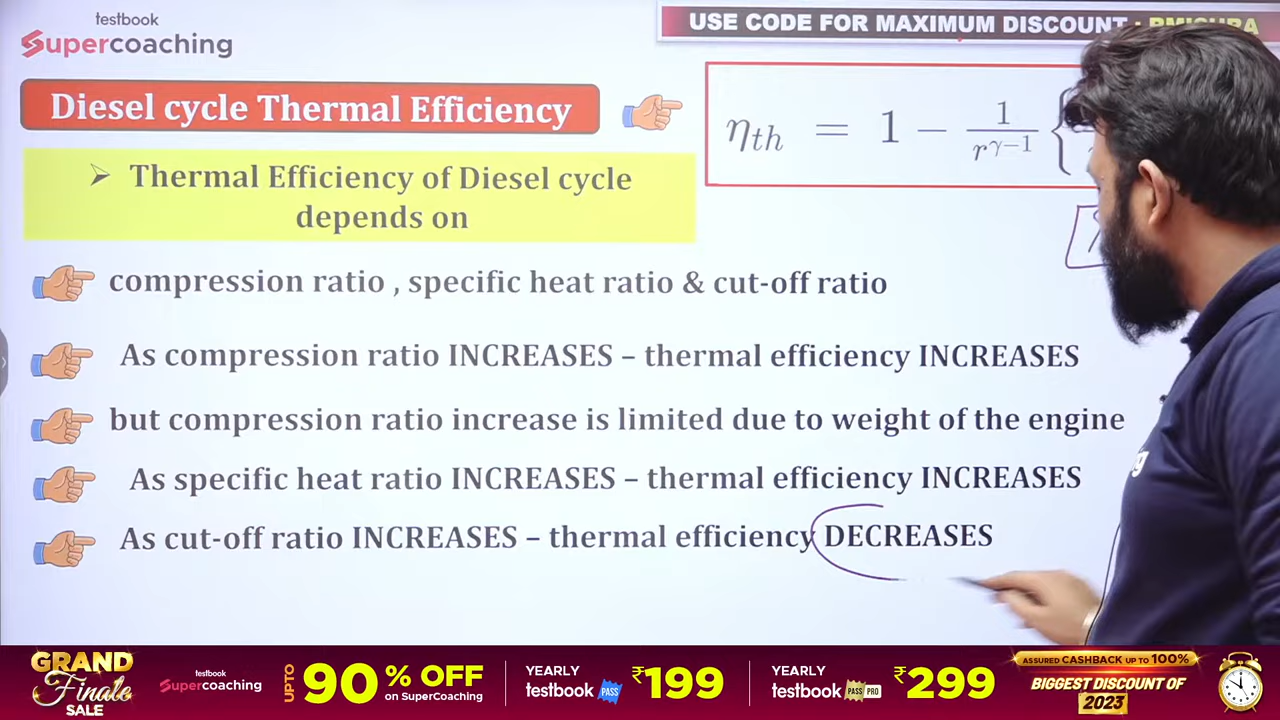 testbook
Supercoaching
USE CODE FOR MAXIMUM DISCOUNT :
Diesel cycle Thermal Efficiency
η_th = 1 − 1/r^(γ−1) {
➢ Thermal Efficiency of Diesel cycle
depends on
compression ratio , specific heat ratio & cut-off ratio
As compression ratio INCREASES – thermal efficiency INCREASES
but compression ratio increase is limited due to weight of the engine
As specific heat ratio INCREASES – thermal efficiency INCREASES
As cut-off ratio INCREASES – thermal efficiency DECREASES
GRAND
Finale
SALE
testbook
Supercoaching
UPTO 90% OFF
on SuperCoaching
YEARLY
testbook PASS
₹199
YEARLY
testbook PASS PRO
₹299
ASSURED CASHBACK UP TO 100%
BIGGEST DISCOUNT OF
2023